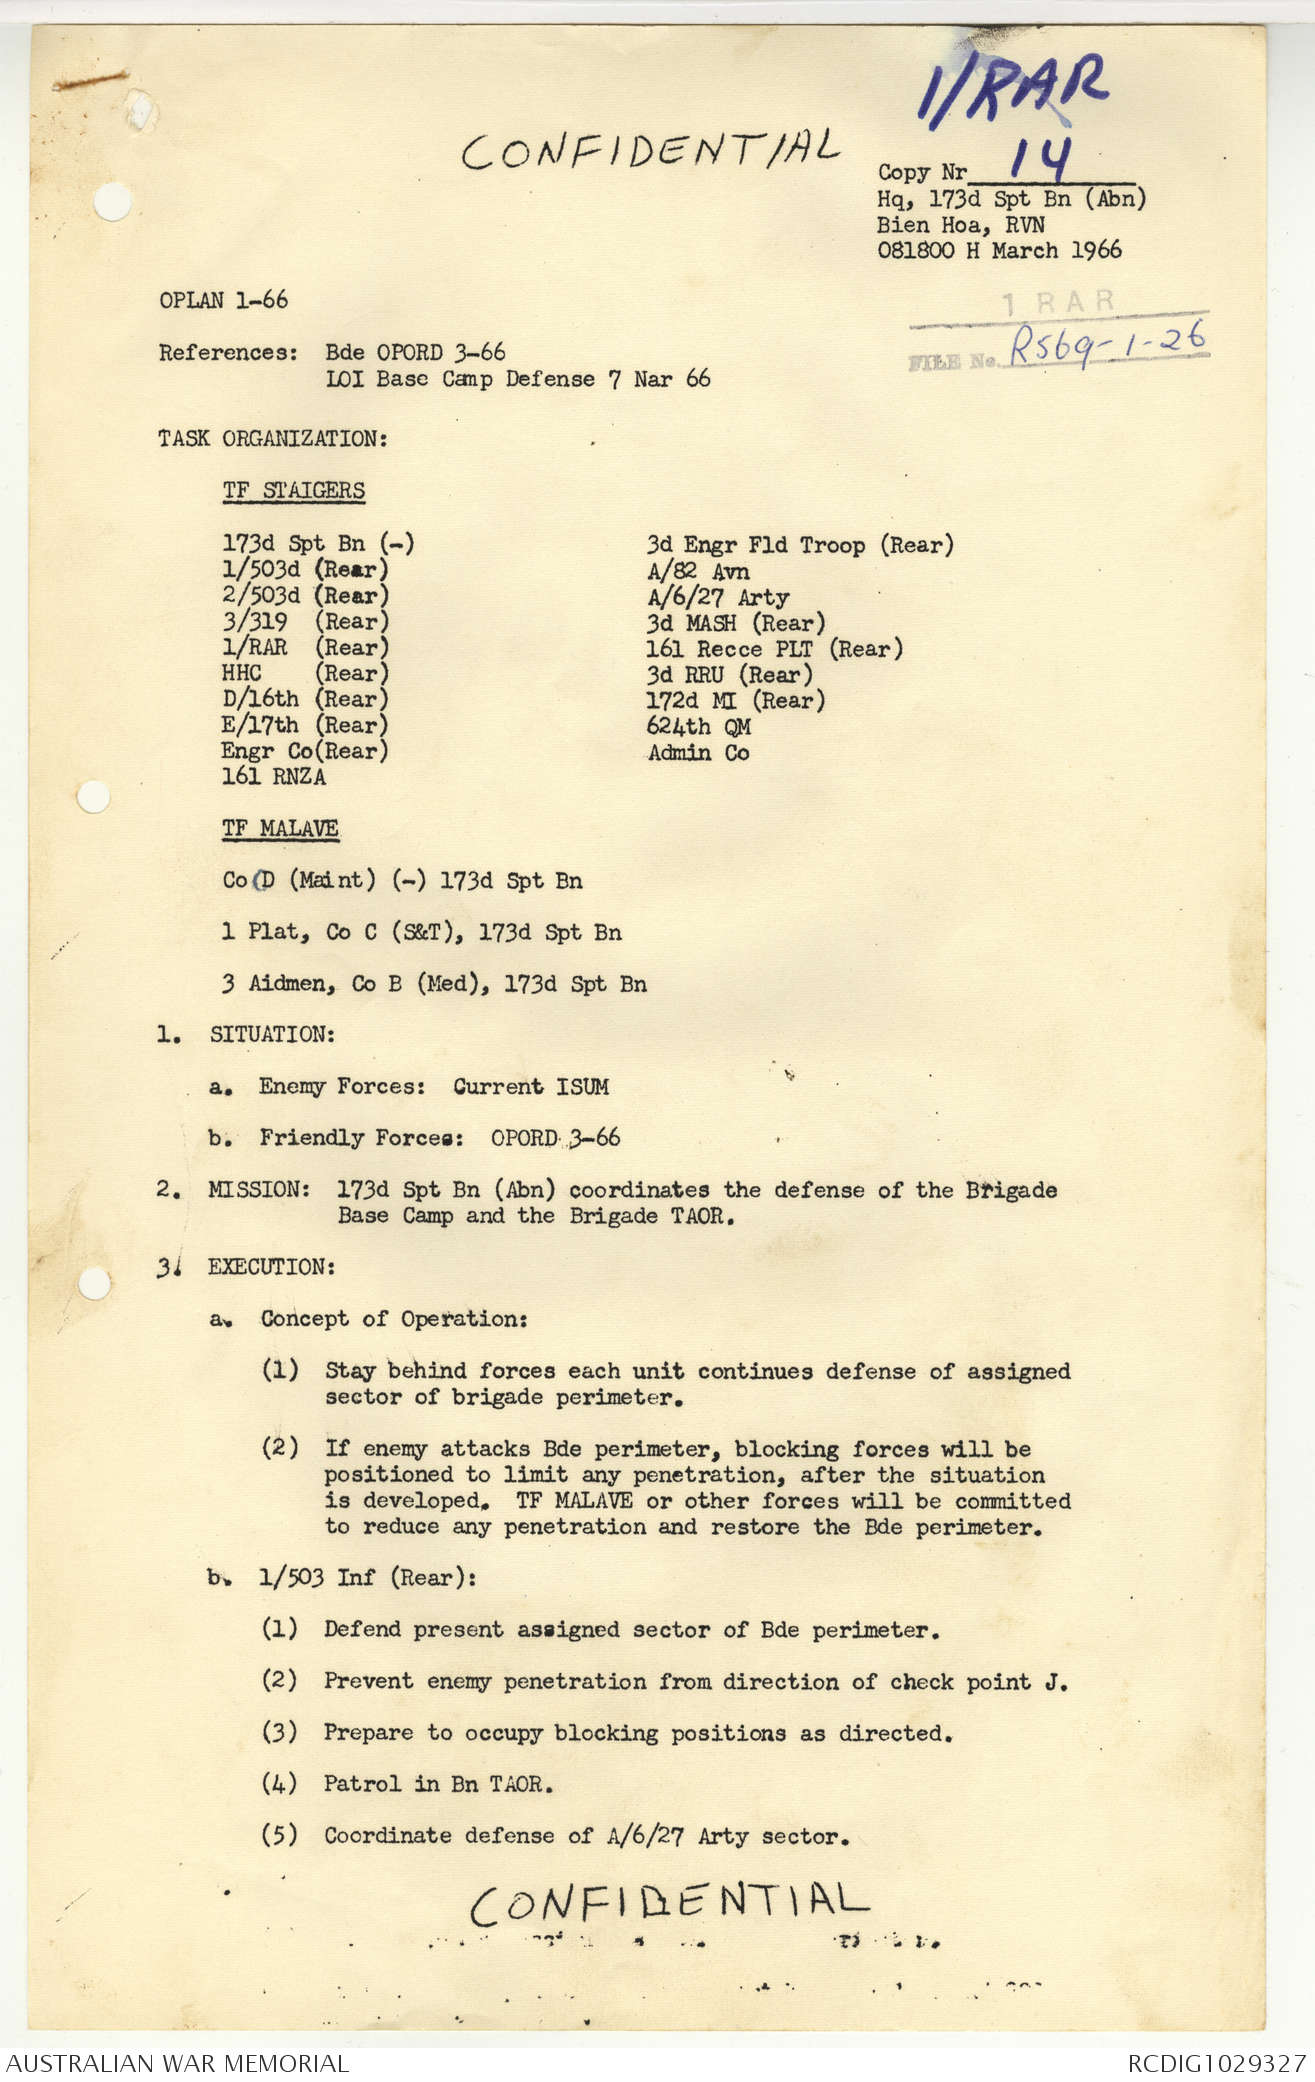 1/RAR
CONFIDENTIAL
Copy Nr 14
Hq, 173d Spt Bn (Abn)
Bien Hoa, RVN
081800 H March 1966
OPLAN 1-66
1 RAR
FILE No. R569-1-26
References:  Bde OPORD 3-66
LOI Base Camp Defense 7 Nar 66
TASK ORGANIZATION:
TF STAIGERS
173d Spt Bn (-)
1/503d (Rear)
2/503d (Rear)
3/319 (Rear)
1/RAR (Rear)
HHC (Rear)
D/16th (Rear)
E/17th (Rear)
Engr Co(Rear)
161 RNZA
3d Engr Fld Troop (Rear)
A/82 Avn
A/6/27 Arty
3d MASH (Rear)
161 Recce PLT (Rear)
3d RRU (Rear)
172d MI (Rear)
624th QM
Admin Co
TF MALAVE
Co D (Maint) (-) 173d Spt Bn
1 Plat, Co C (S&T), 173d Spt Bn
3 Aidmen, Co B (Med), 173d Spt Bn
1. SITUATION:
a. Enemy Forces: Current ISUM
b. Friendly Forces: OPORD 3-66
2. MISSION: 173d Spt Bn (Abn) coordinates the defense of the Brigade
Base Camp and the Brigade TAOR.
3. EXECUTION:
a. Concept of Operation:
(1) Stay behind forces each unit continues defense of assigned
sector of brigade perimeter.
(2) If enemy attacks Bde perimeter, blocking forces will be
positioned to limit any penetration, after the situation
is developed. TF MALAVE or other forces will be committed
to reduce any penetration and restore the Bde perimeter.
b. 1/503 Inf (Rear):
(1) Defend present assigned sector of Bde perimeter.
(2) Prevent enemy penetration from direction of check point J.
(3) Prepare to occupy blocking positions as directed.
(4) Patrol in Bn TAOR.
(5) Coordinate defense of A/6/27 Arty sector.
CONFIDENTIAL
AUSTRALIAN WAR MEMORIAL
RCDIG1029327